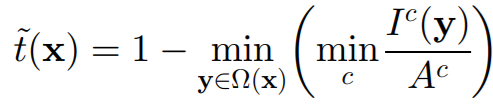 t̃(x) = 1 − min_{y∈Ω(x)} ( min_c I^c(y) / A^c )